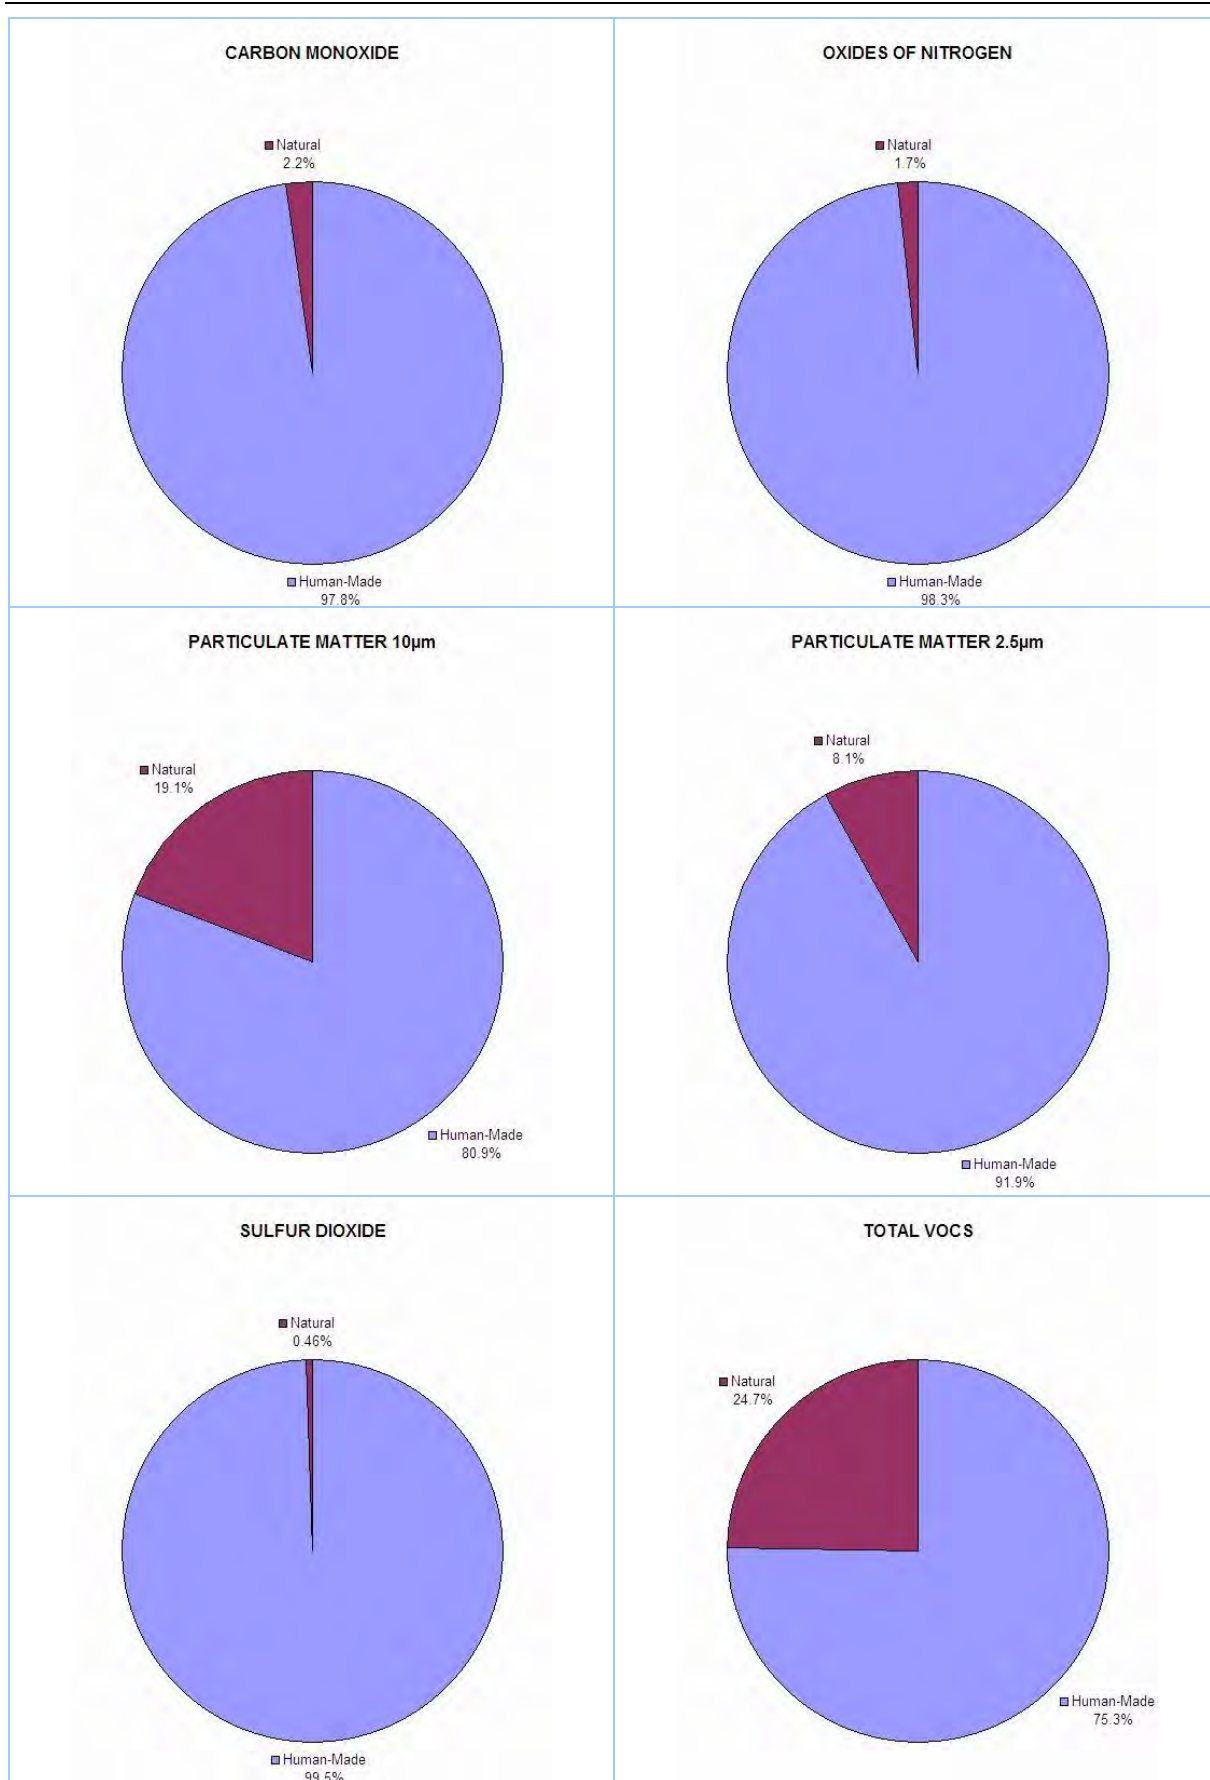 CARBON MONOXIDE
Natural
2.2%
Human-Made
97.8%
OXIDES OF NITROGEN
Natural
1.7%
Human-Made
98.3%
PARTICULATE MATTER 10µm
Natural
19.1%
Human-Made
80.9%
PARTICULATE MATTER 2.5µm
Natural
8.1%
Human-Made
91.9%
SULFUR DIOXIDE
Natural
0.46%
Human-Made
99.5%
TOTAL VOCS
Natural
24.7%
Human-Made
75.3%